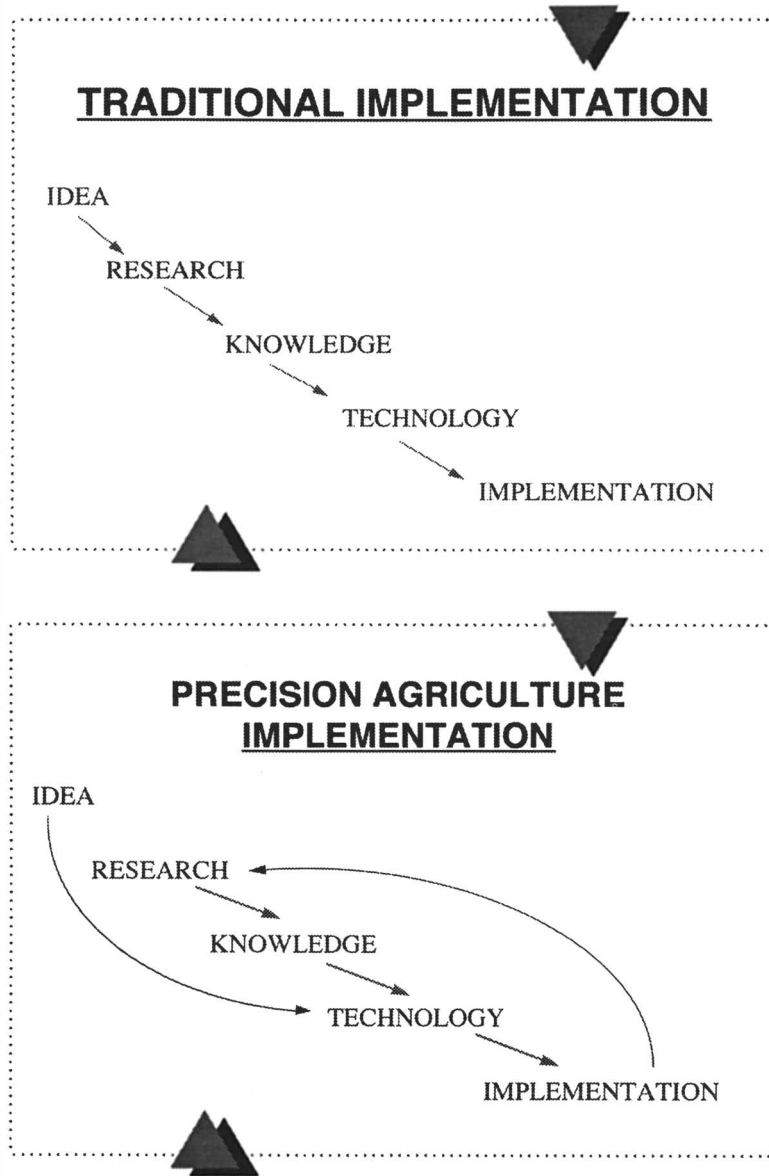 TRADITIONAL IMPLEMENTATION
IDEA
RESEARCH
KNOWLEDGE
TECHNOLOGY
IMPLEMENTATION
PRECISION AGRICULTURE
IMPLEMENTATION
IDEA
RESEARCH
KNOWLEDGE
TECHNOLOGY
IMPLEMENTATION